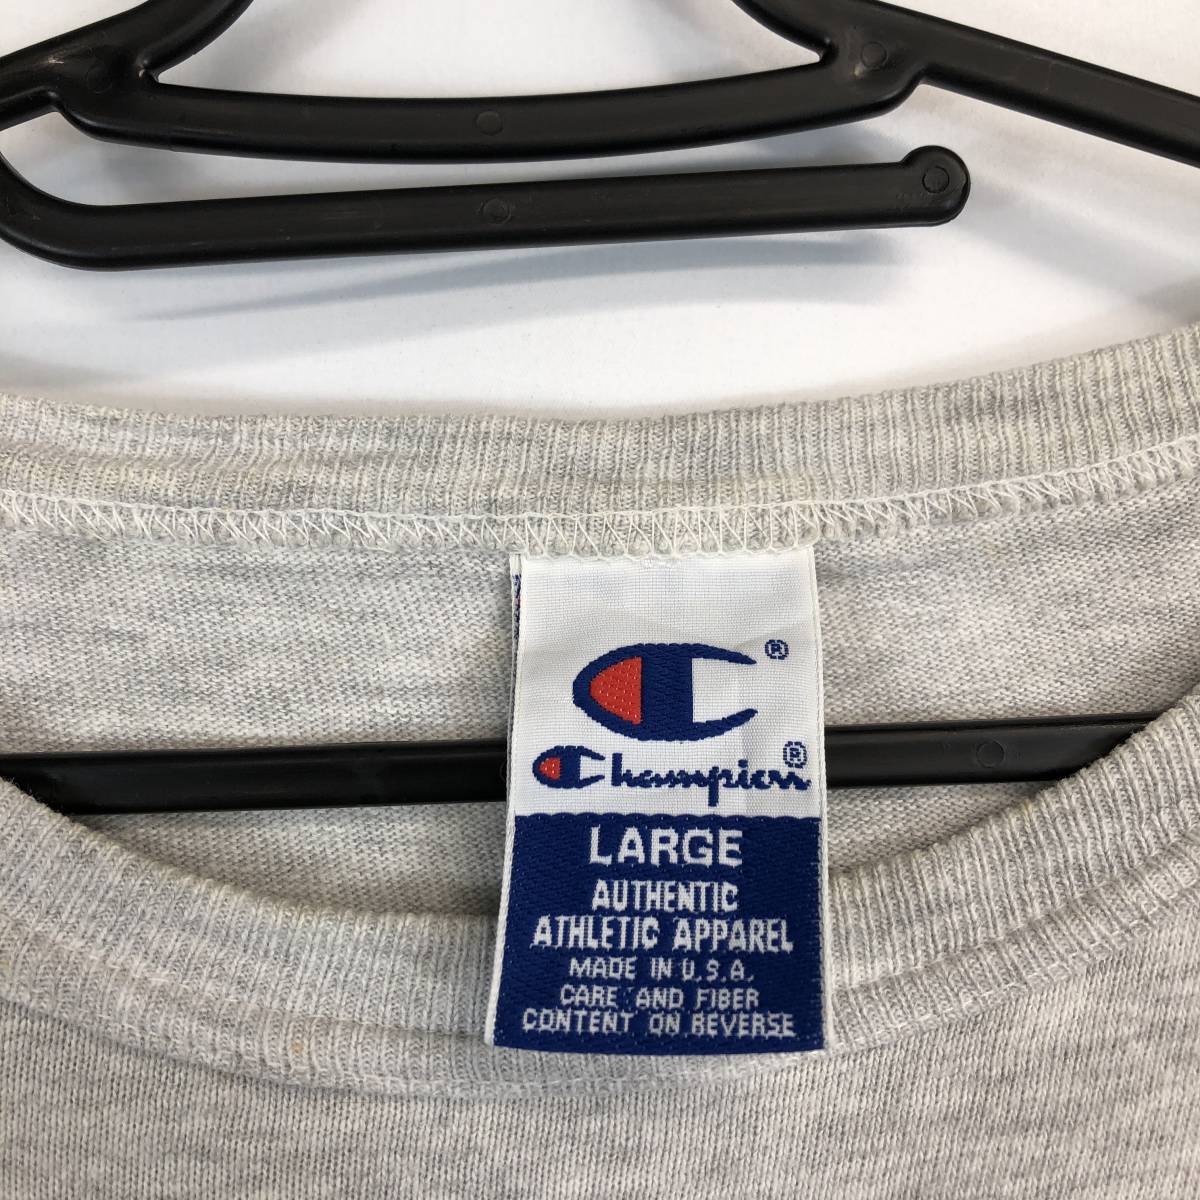 C®
Champion®
LARGE
AUTHENTIC
ATHLETIC APPAREL
MADE IN U.S.A.
CARE AND FIBER
CONTENT ON REVERSE